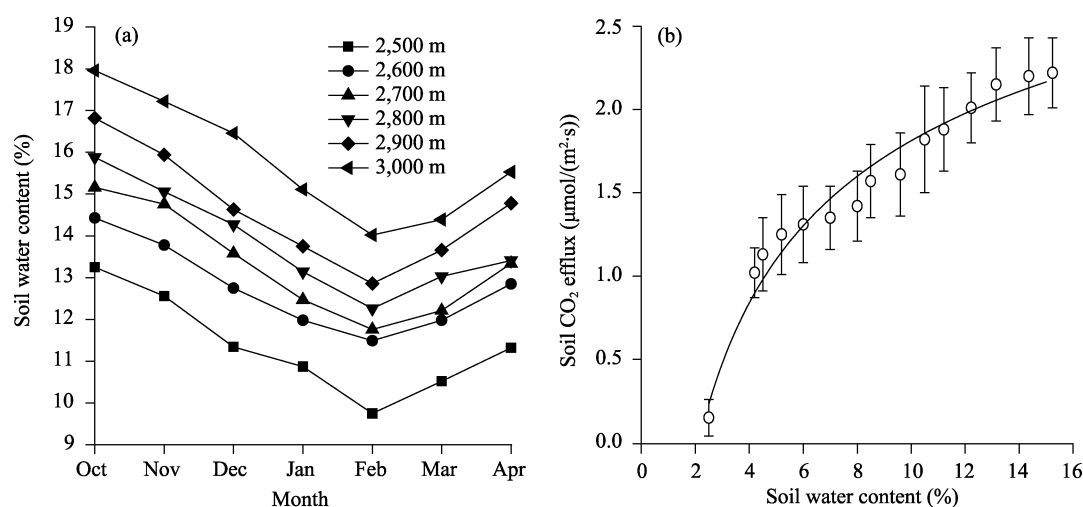 (a)
2,500 m
2,600 m
2,700 m
2,800 m
2,900 m
3,000 m
Soil water content (%)
19
18
17
16
15
14
13
12
11
10
9
Oct Nov Dec Jan Feb Mar Apr
Month
(b)
Soil CO₂ efflux (μmol/(m²·s))
2.5
2.0
1.5
1.0
0.5
0.0
0 2 4 6 8 10 12 14 16
Soil water content (%)